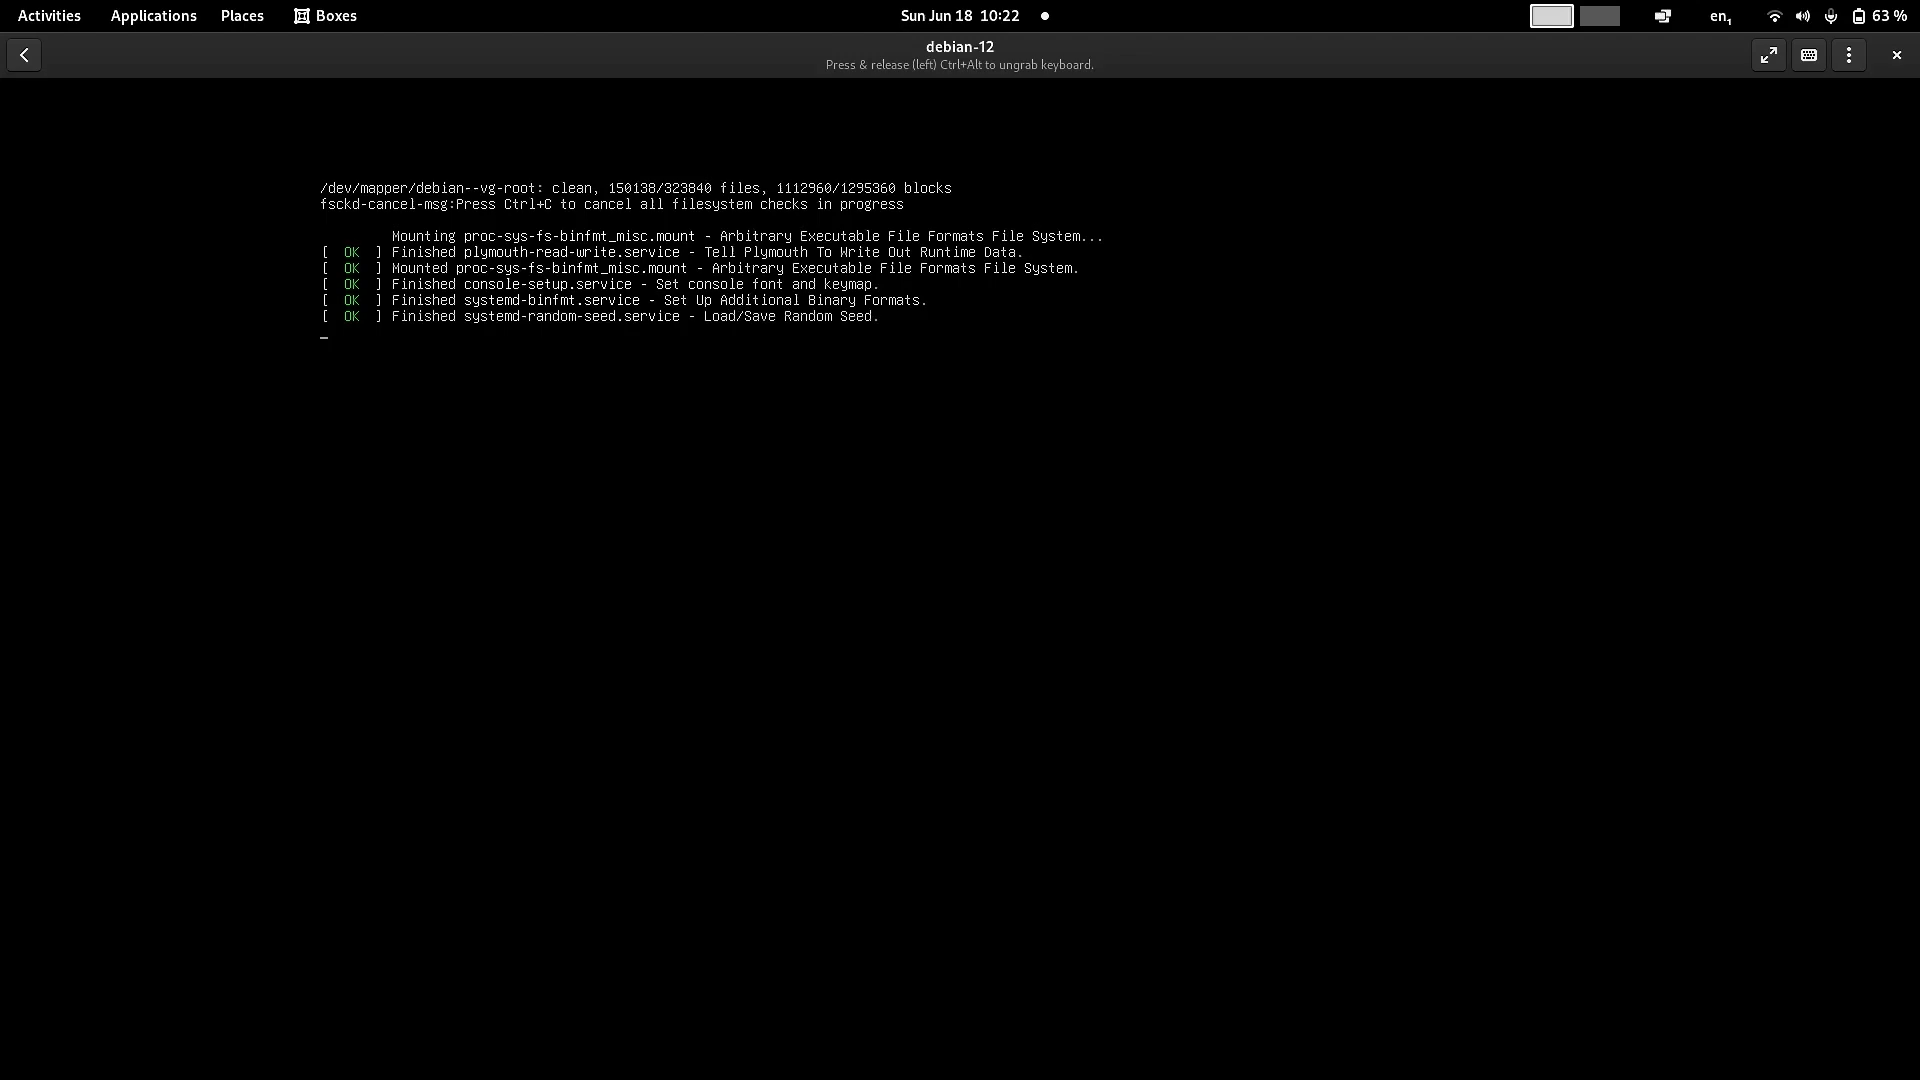 Activities Applications Places Boxes Sun Jun 18 10:22 en₁ 63 %
debian-12
Press & release (left) Ctrl+Alt to ungrab keyboard.
/dev/mapper/debian--vg-root: clean, 150138/323840 files, 1112960/1295360 blocks
fsckd-cancel-msg:Press Ctrl+C to cancel all filesystem checks in progress
Mounting proc-sys-fs-binfmt_misc.mount - Arbitrary Executable File Formats File System...
[  OK  ] Finished plymouth-read-write.service - Tell Plymouth To Write Out Runtime Data.
[  OK  ] Mounted proc-sys-fs-binfmt_misc.mount - Arbitrary Executable File Formats File System.
[  OK  ] Finished console-setup.service - Set console font and keymap.
[  OK  ] Finished systemd-binfmt.service - Set Up Additional Binary Formats.
[  OK  ] Finished systemd-random-seed.service - Load/Save Random Seed.